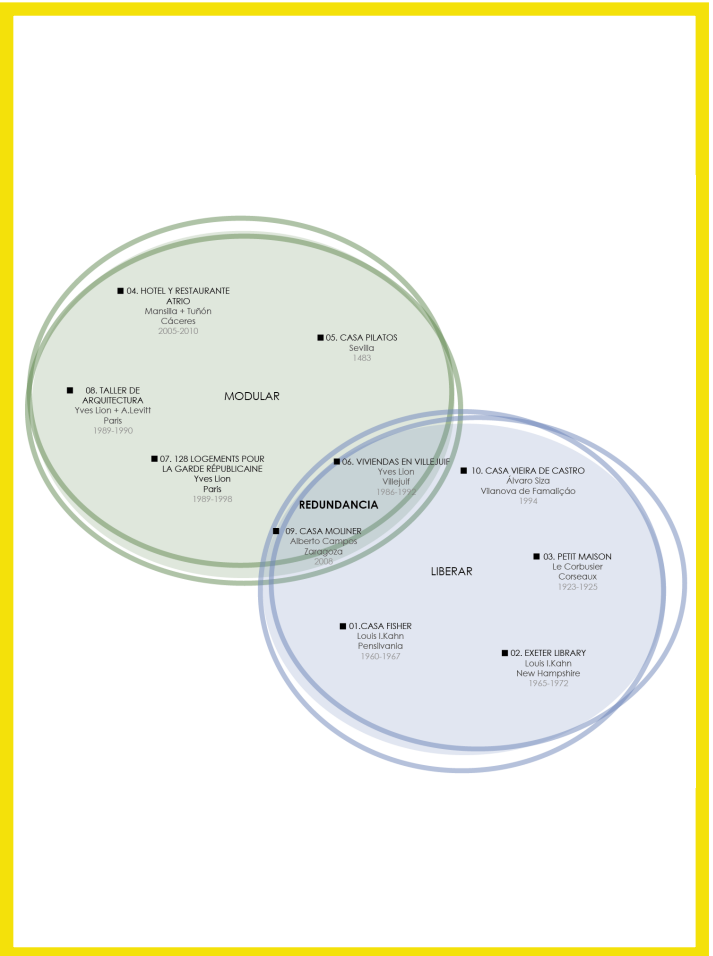 04. HOTEL Y RESTAURANTE
ATRIO
Mansilla + Tuñón
Cáceres
2005-2010
05. CASA PILATOS
Sevilla
1483
08. TALLER DE
ARQUITECTURA
Yves Lion + A.Levitt
Paris
1989-1990
MODULAR
07. 128 LOGEMENTS POUR
LA GARDE RÉPUBLICAINE
Yves Lion
Paris
1989-1998
06. VIVIENDAS EN VILLEJUIF
Yves Lion
Villejuif
1986-1992
10. CASA VIEIRA DE CASTRO
Álvaro Siza
Vilanova de Famaliçáo
1994
REDUNDANCIA
09. CASA MOLINER
Alberto Campos
Zaragoza
2008
LIBERAR
03. PETIT MAISON
Le Corbusier
Corseaux
1923-1925
01.CASA FISHER
Louis I.Kahn
Pensilvania
1960-1967
02. EXETER LIBRARY
Louis I.Kahn
New Hampshire
1965-1972